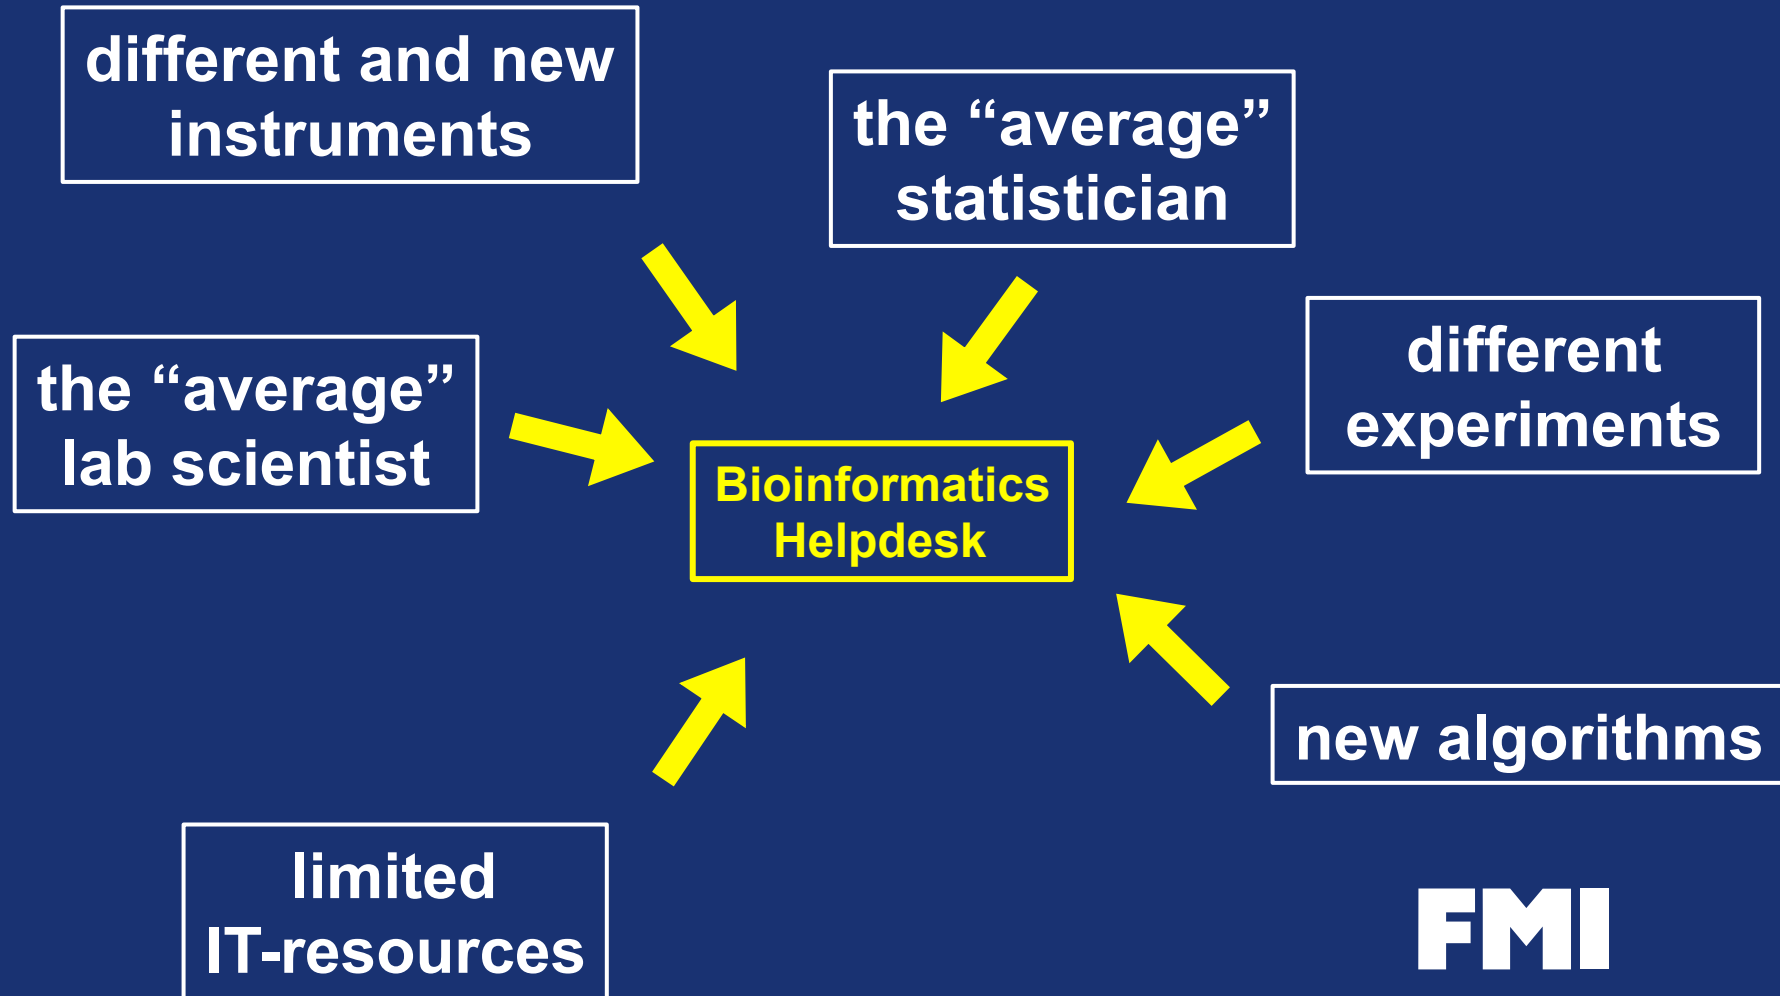 different and new
instruments
the “average”
statistician
the “average”
lab scientist
different
experiments
Bioinformatics
Helpdesk
new algorithms
limited
IT-resources
FMI